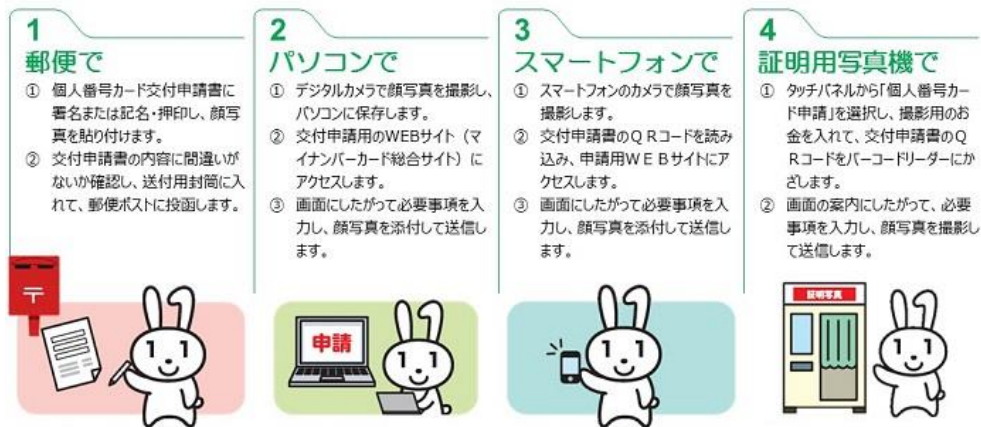 1
郵便で
① 個人番号カード交付申請書に
署名または記名・押印し、顔写
真を貼り付けます。
② 交付申請書の内容に間違いが
ないか確認し、送付用封筒に入
れて、郵便ポストに投函します。
2
パソコンで
① デジタルカメラで顔写真を撮影し、
パソコンに保存します。
② 交付申請用のWEBサイト（マ
イナンバーカード総合サイト）に
アクセスします。
③ 画面にしたがって必要事項を入
力し、顔写真を添付して送信し
ます。
申請
3
スマートフォンで
① スマートフォンのカメラで顔写真を
撮影します。
② 交付申請書のＱＲコードを読み
込み、申請用ＷＥＢサイトにア
クセスします。
③ 画面にしたがって必要事項を入
力し、顔写真を添付して送信し
ます。
4
証明用写真機で
① タッチパネルから「個人番号カー
ド申請」を選択し、撮影用のお
金を入れて、交付申請書のＱ
Ｒコードをバーコードリーダーにか
ざします。
② 画面の案内にしたがって、必要
事項を入力し、顔写真を撮影し
て送信します。
証明写真